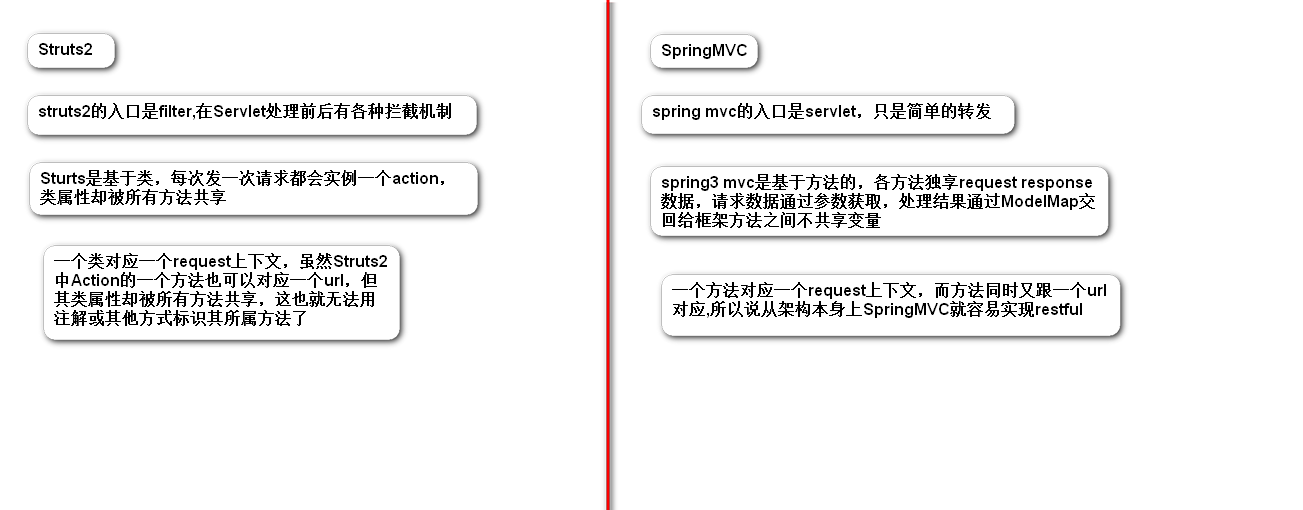 Struts2
struts2的入口是filter,在Servlet处理前后有各种拦截机制
Sturts是基于类，每次发一次请求都会实例一个action，
类属性却被所有方法共享
一个类对应一个request上下文，虽然Struts2
中Action的一个方法也可以对应一个url，但
其类属性却被所有方法共享，这也就无法用
注解或其他方式标识其所属方法了
SpringMVC
spring mvc的入口是servlet，只是简单的转发
spring3 mvc是基于方法的，各方法独享request response
数据，请求数据通过参数获取，处理结果通过ModelMap交
回给框架方法之间不共享变量
一个方法对应一个request上下文，而方法同时又跟一个url
对应,所以说从架构本身上SpringMVC就容易实现restful